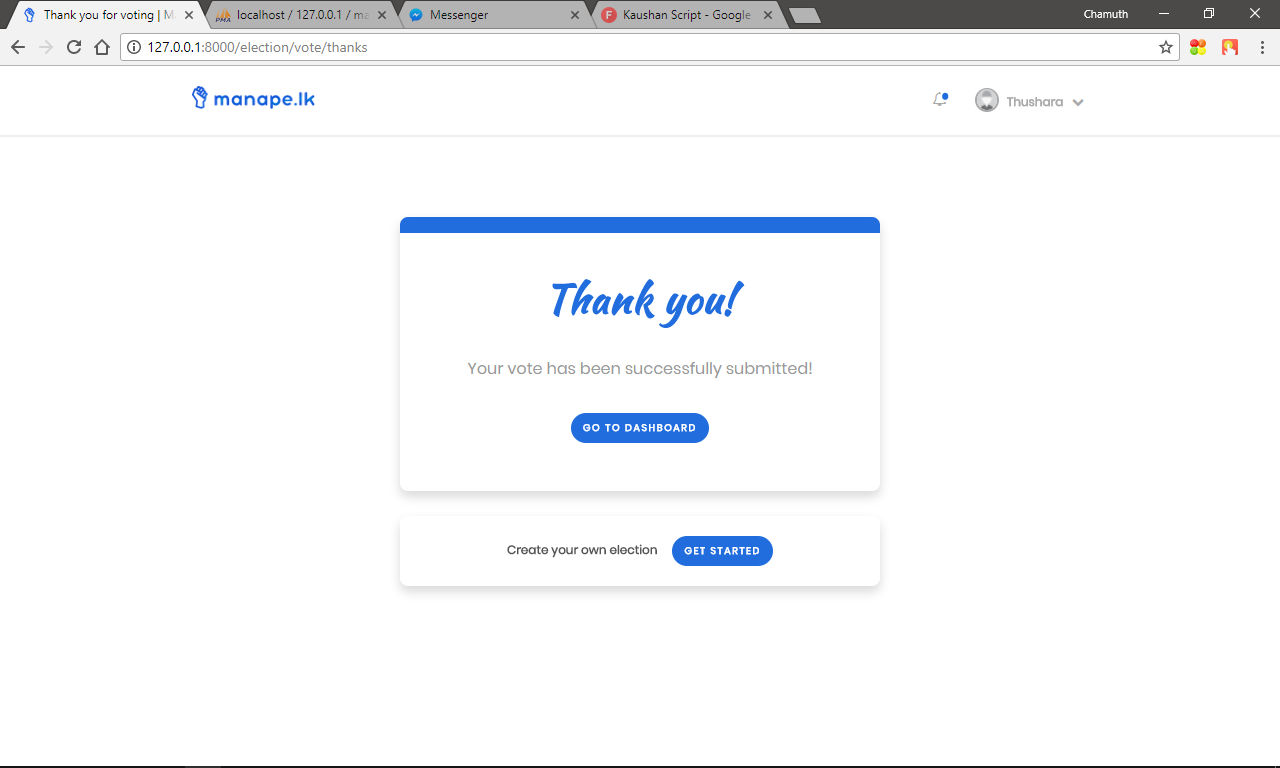 Thank you for voting | M
localhost / 127.0.0.1 / ma
Messenger
Kaushan Script - Google
Chamuth
127.0.0.1:8000/election/vote/thanks
manape.lk
Thushara
Thank you!
Your vote has been successfully submitted!
GO TO DASHBOARD
Create your own election
GET STARTED